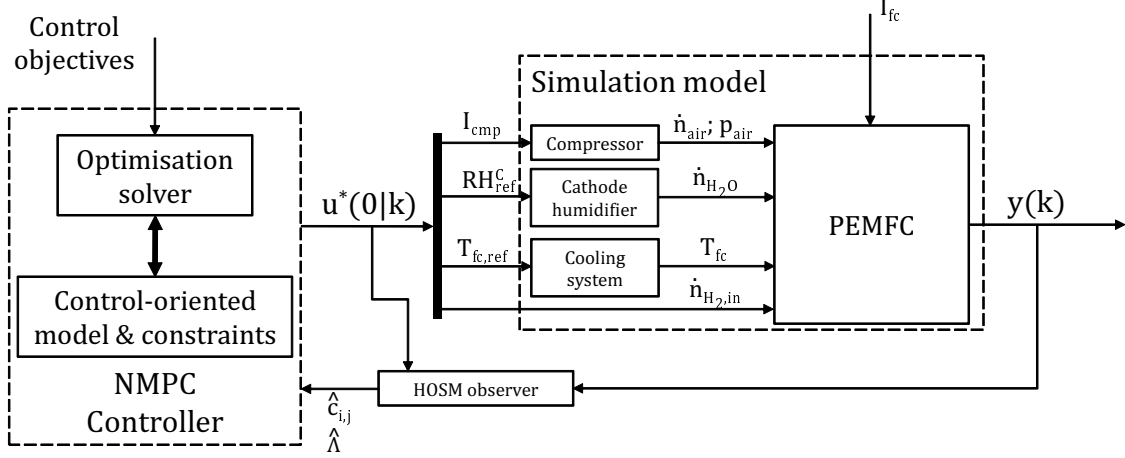 Control
objectives
Optimisation
solver
Control-oriented
model & constraints
NMPC
Controller
u*(0|k)
I_cmp
RH^C_ref
T_fc,ref
Simulation model
Compressor
Cathode
humidifier
Cooling
system
ṅ_air; p_air
ṅ_H₂O
T_fc
ṅ_H₂,in
I_fc
PEMFC
y(k)
HOSM observer
ĉ_i,j
Λ̂